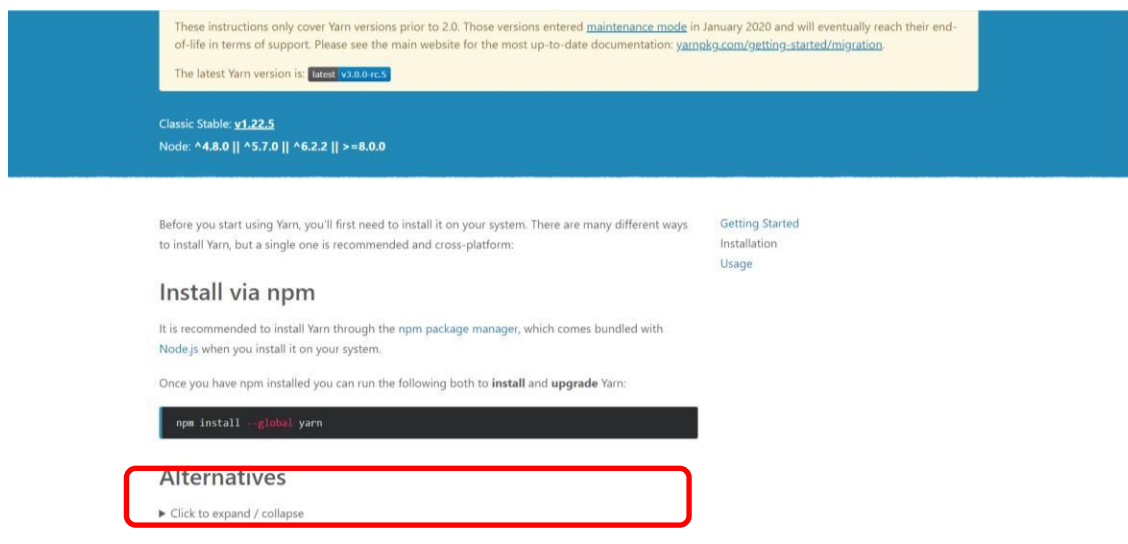 These instructions only cover Yarn versions prior to 2.0. Those versions entered maintenance mode in January 2020 and will eventually reach their end-
of-life in terms of support. Please see the main website for the most up-to-date documentation: yarnpkg.com/getting-started/migration.
The latest Yarn version is: latest v3.0.0-rc.5
Classic Stable: v1.22.5
Node: ^4.8.0 || ^5.7.0 || ^6.2.2 || >=8.0.0
Before you start using Yarn, you'll first need to install it on your system. There are many different ways
to install Yarn, but a single one is recommended and cross-platform:
Getting Started
Installation
Usage
Install via npm
It is recommended to install Yarn through the npm package manager, which comes bundled with
Node.js when you install it on your system.
Once you have npm installed you can run the following both to install and upgrade Yarn:
npm install --global yarn
Alternatives
▶ Click to expand / collapse